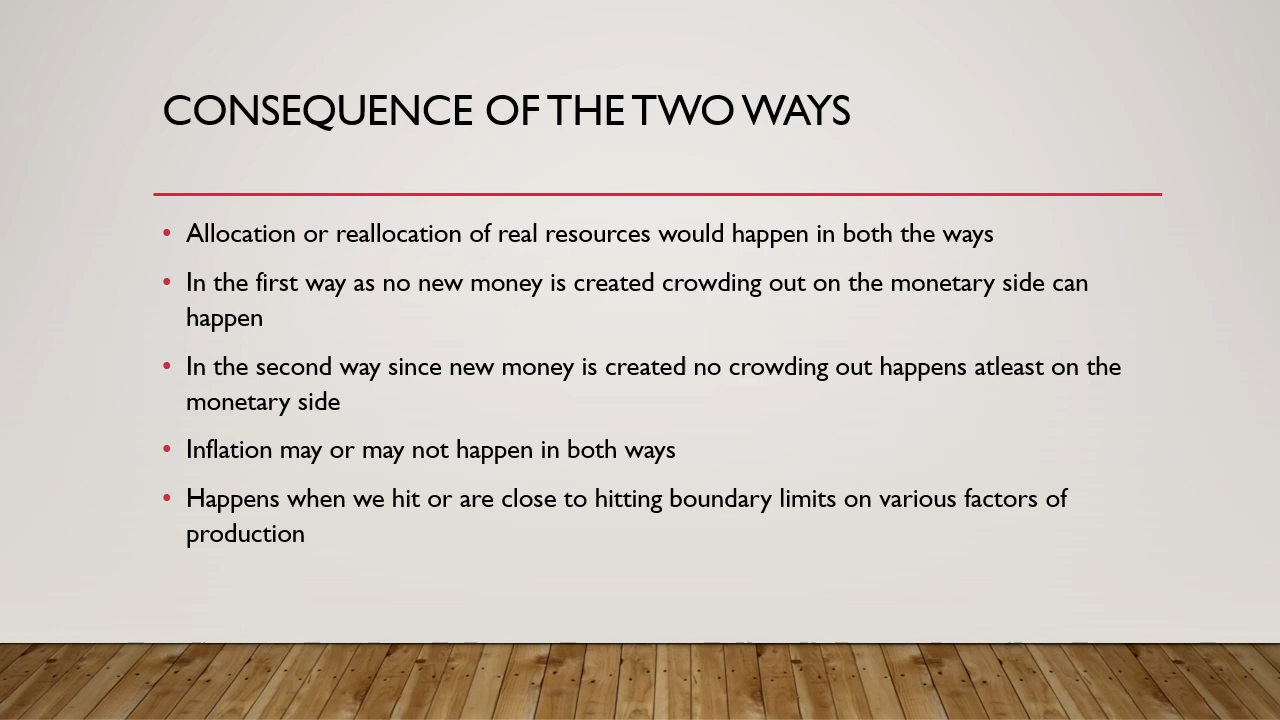 CONSEQUENCE OF THE TWO WAYS
• Allocation or reallocation of real resources would happen in both the ways
• In the first way as no new money is created crowding out on the monetary side can
happen
• In the second way since new money is created no crowding out happens atleast on the
monetary side
• Inflation may or may not happen in both ways
• Happens when we hit or are close to hitting boundary limits on various factors of
production